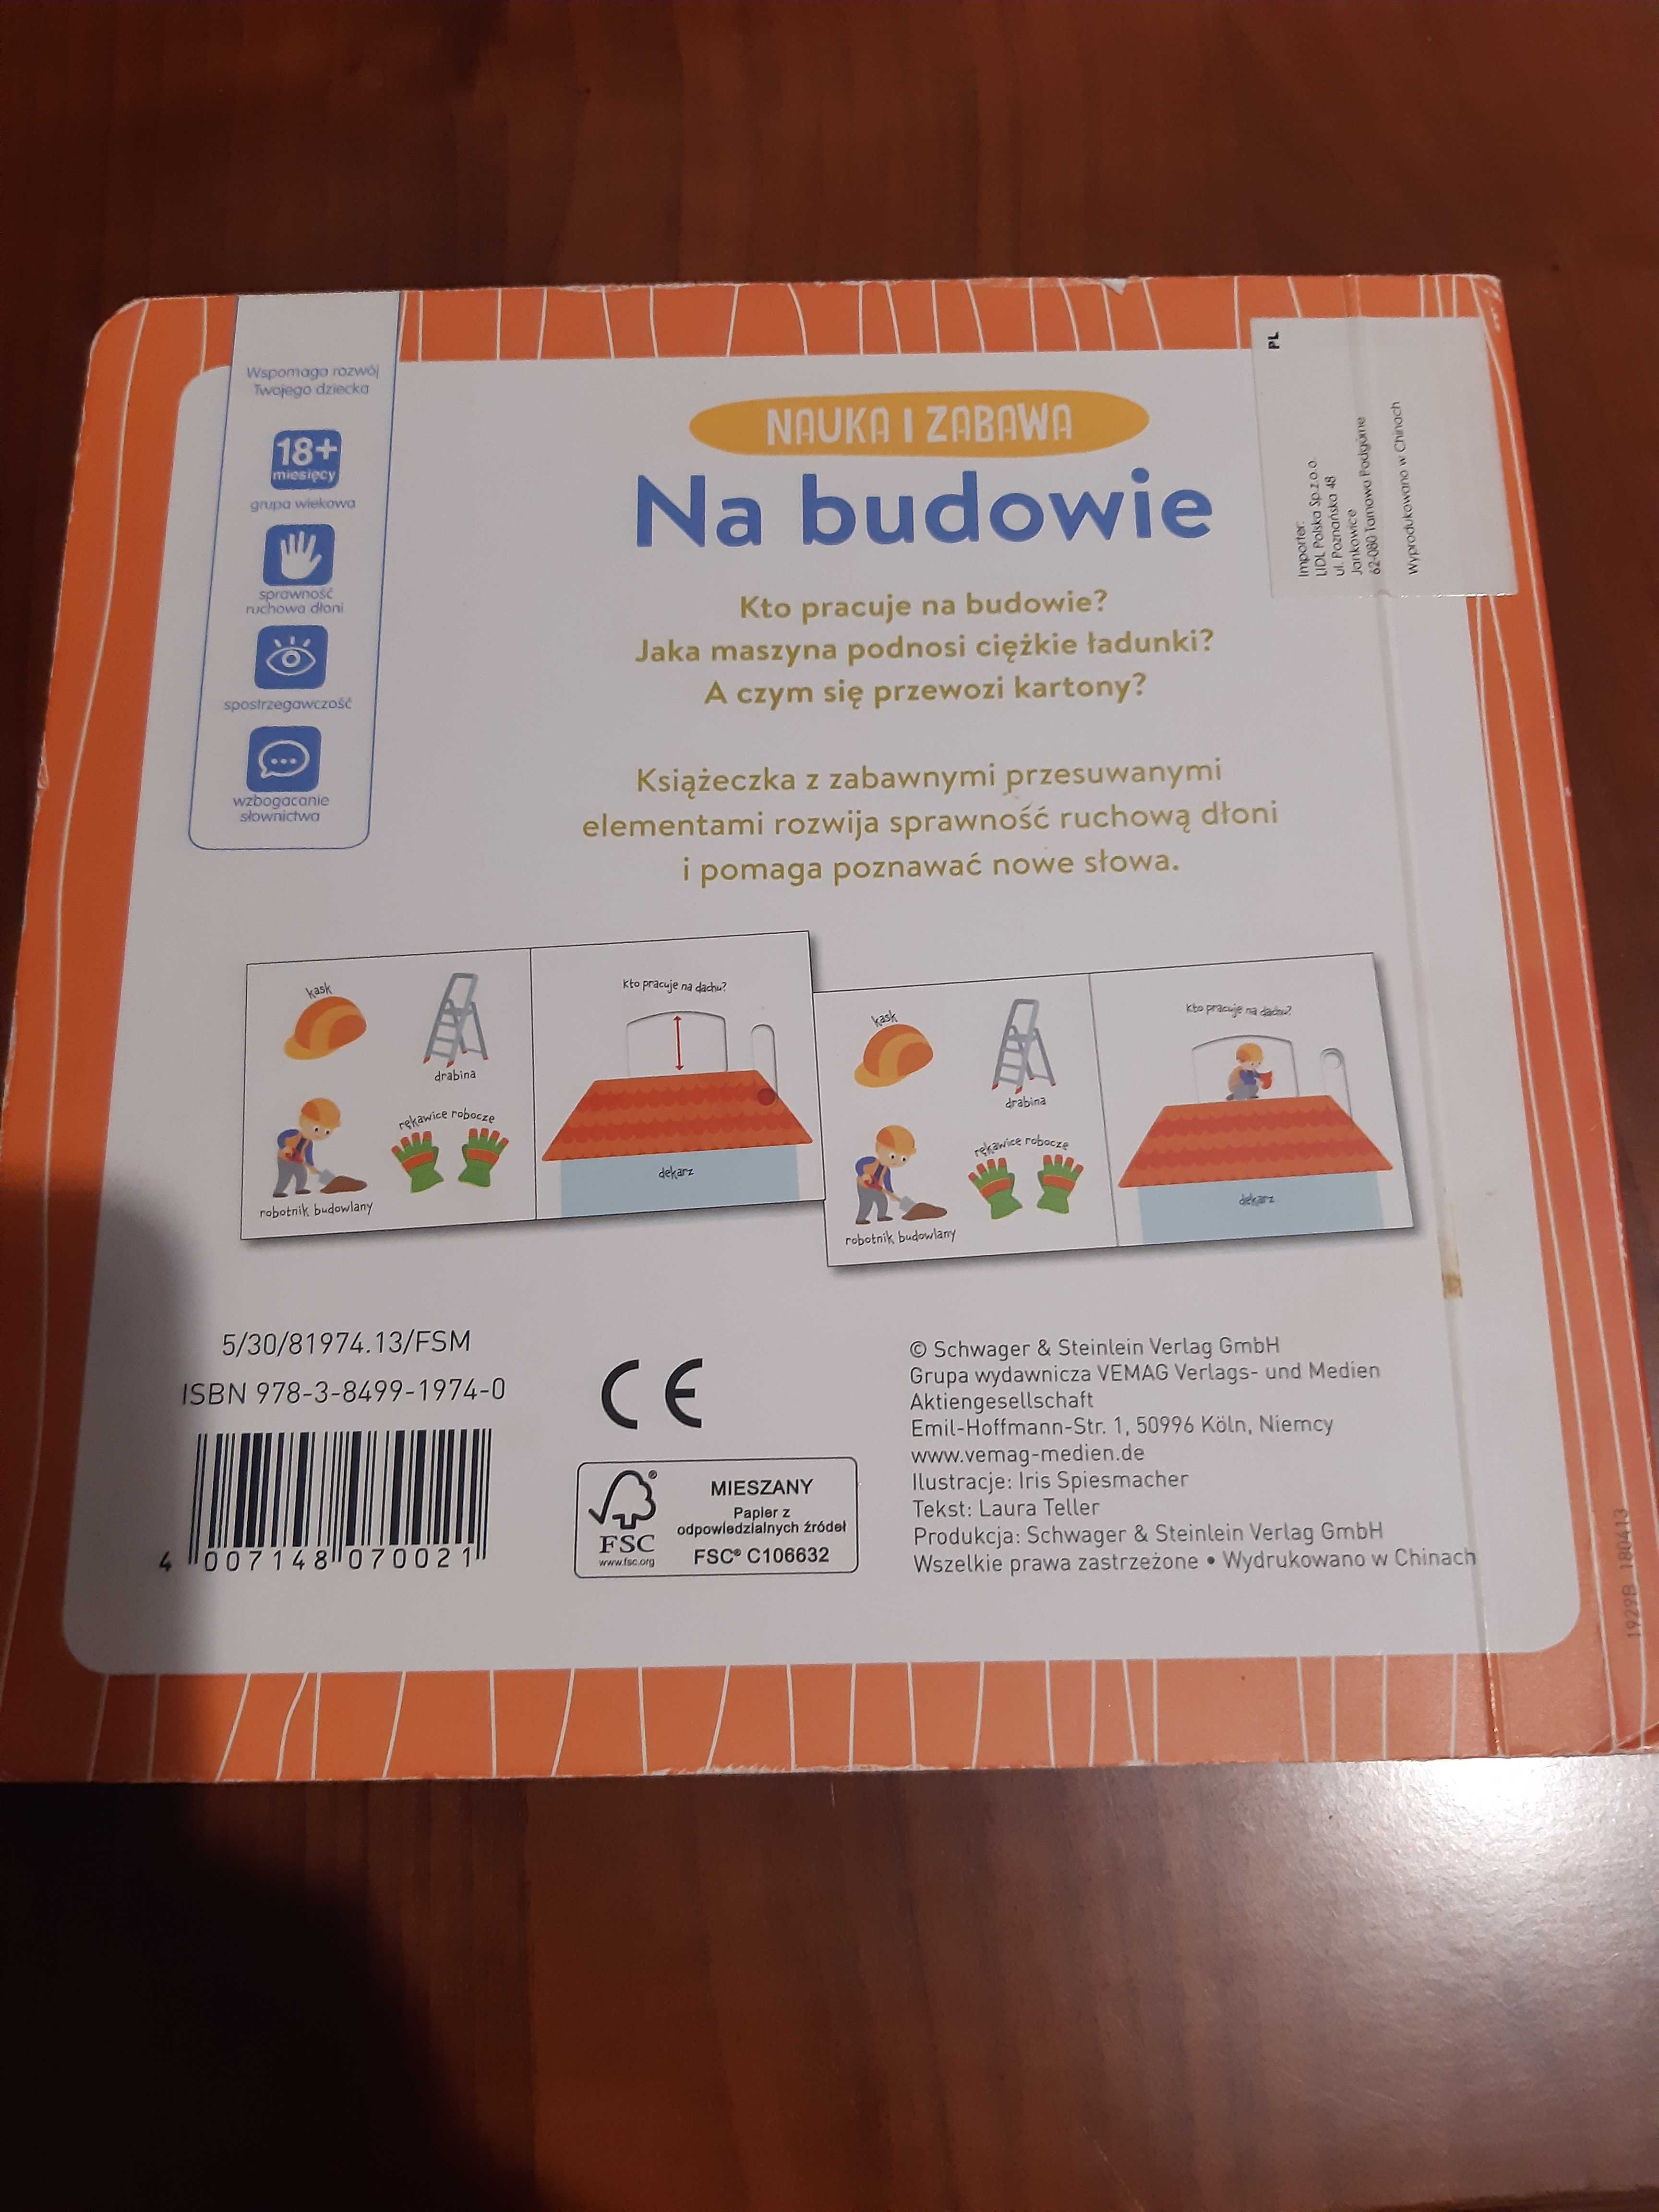 Wspomaga rozwój
Twojego dziecka
18+
miesięcy
grupa wiekowa
sprawność
ruchowa dłoni
spostrzegawczość
wzbogacanie
słownictwa
NAUKA I ZABAWA
Na budowie
Kto pracuje na budowie?
Jaka maszyna podnosi ciężkie ładunki?
A czym się przewozi kartony?
Książeczka z zabawnymi przesuwanymi
elementami rozwija sprawność ruchową dłoni
i pomaga poznawać nowe słowa.
PL
Importer:
LIDL Polska Sp.z o.o.
ul. Poznańska 48
Jankowice
62-080 Tarnowo Podgórne
Wyprodukowano w Chinach
kask
drabina
rękawice robocze
robotnik budowlany
Kto pracuje na dachu?
dekarz
kask
drabina
rękawice robocze
robotnik budowlany
Kto pracuje na dachu?
dekarz
5/30/81974.13/FSM
ISBN 978-3-8499-1974-0
4 007148 070021
CE
FSC
www.fsc.org
MIESZANY
Papier z
odpowiedzialnych źródeł
FSC® C106632
© Schwager & Steinlein Verlag GmbH
Grupa wydawnicza VEMAG Verlags- und Medien
Aktiengesellschaft
Emil-Hoffmann-Str. 1, 50996 Köln, Niemcy
www.vemag-medien.de
Ilustracje: Iris Spiesmacher
Tekst: Laura Teller
Produkcja: Schwager & Steinlein Verlag GmbH
Wszelkie prawa zastrzeżone • Wydrukowano w Chinach
1929B_180413